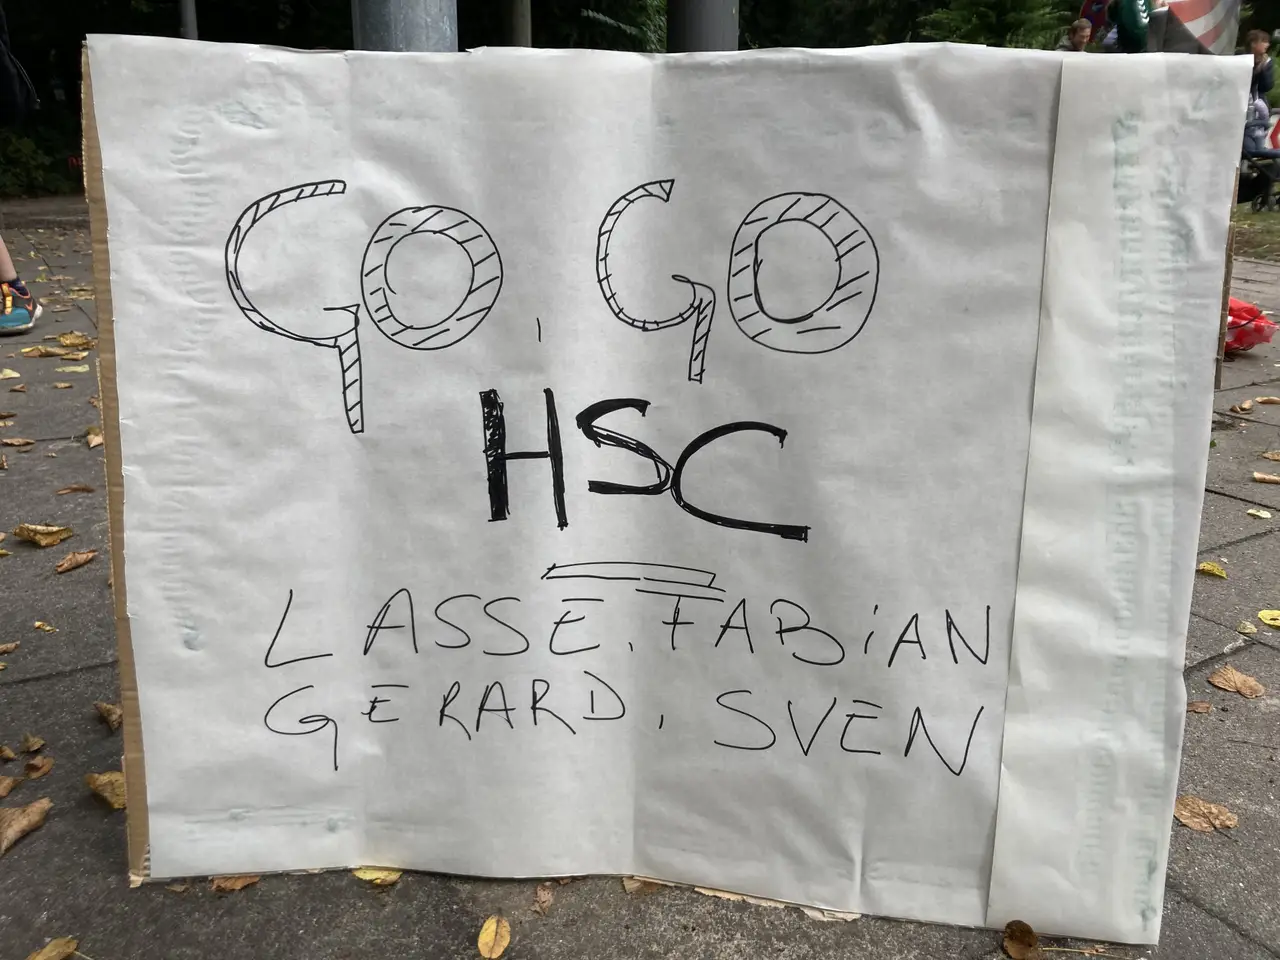 GO, GO
HSC
LASSE, FABiAN
GERARD, SVEN